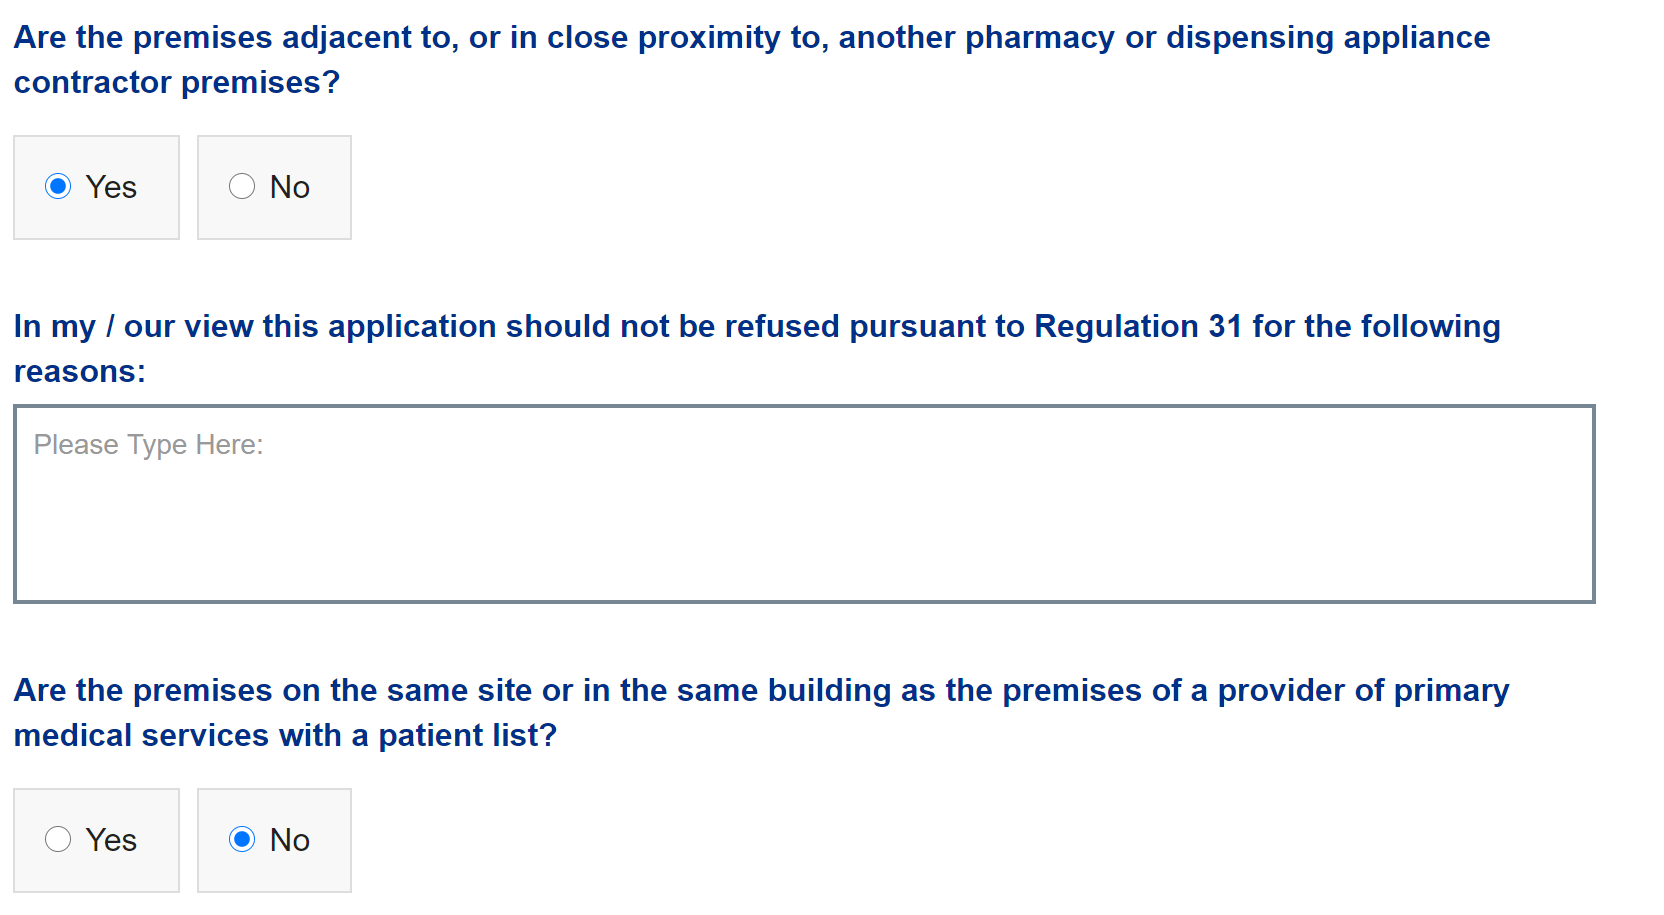 Are the premises adjacent to, or in close proximity to, another pharmacy or dispensing appliance
contractor premises?
Yes No
In my / our view this application should not be refused pursuant to Regulation 31 for the following
reasons:
Please Type Here:
Are the premises on the same site or in the same building as the premises of a provider of primary
medical services with a patient list?
Yes No